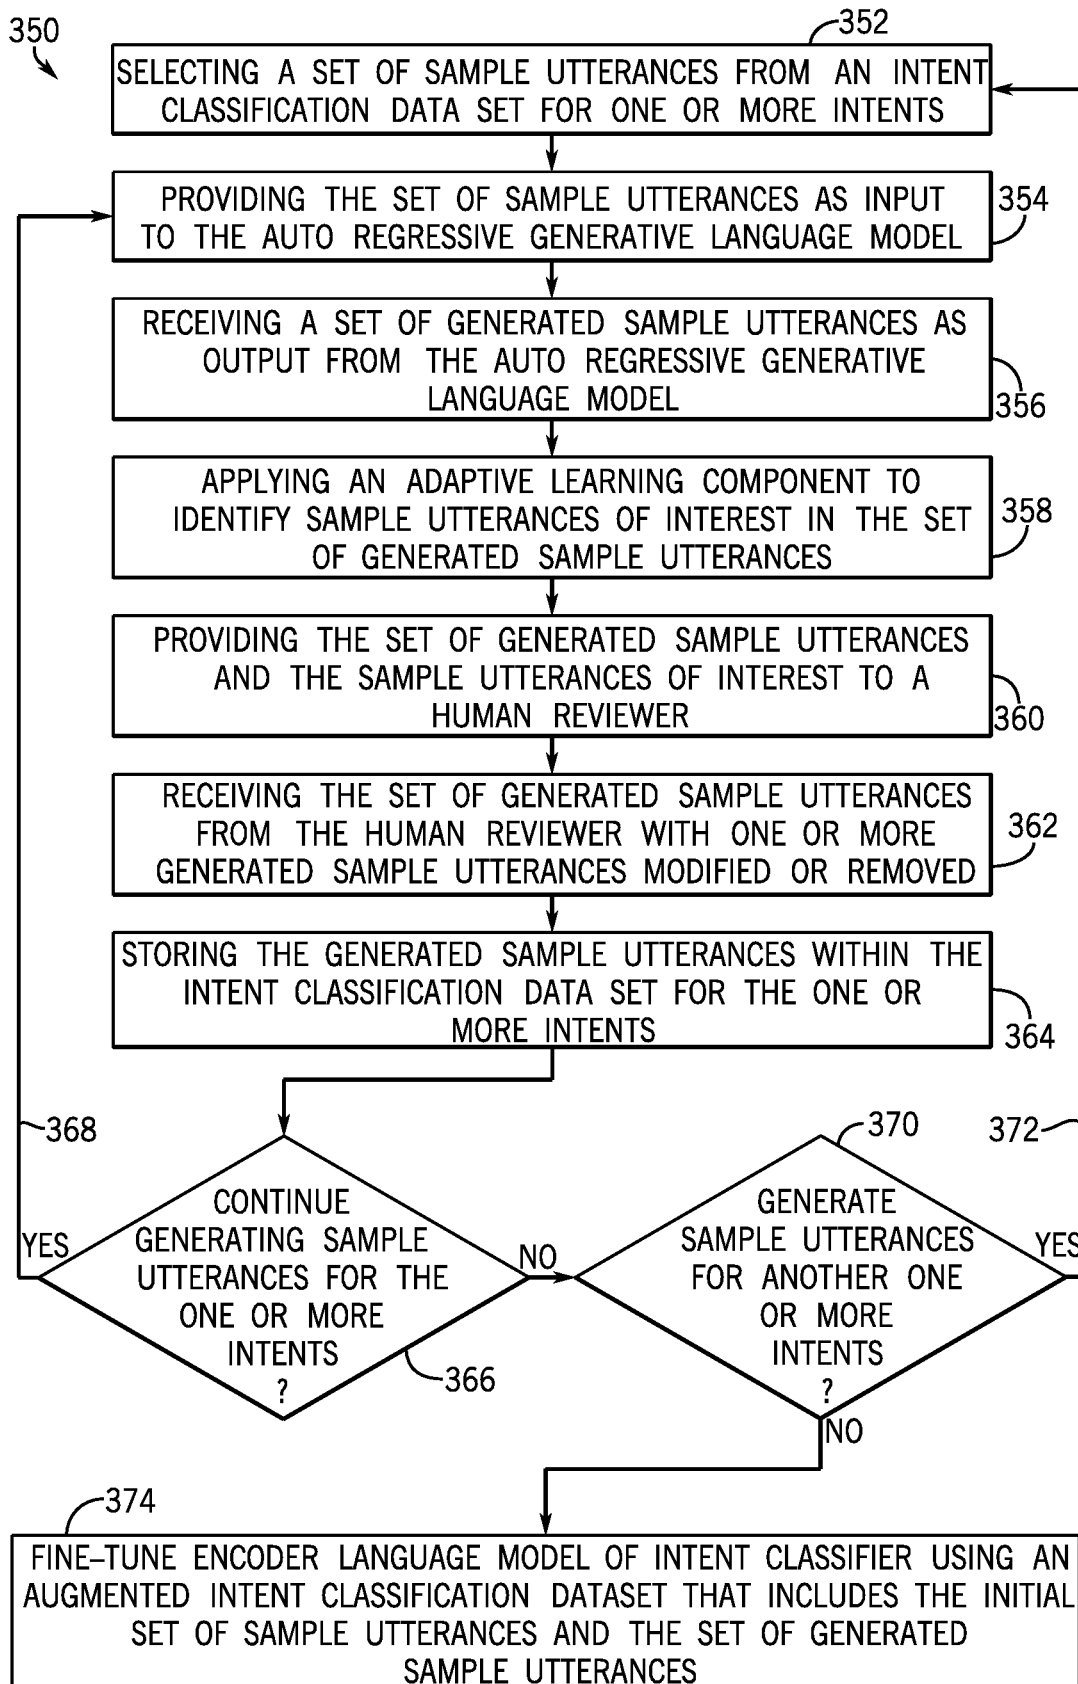 350
352
SELECTING A SET OF SAMPLE UTTERANCES FROM AN INTENT
CLASSIFICATION DATA SET FOR ONE OR MORE INTENTS
PROVIDING THE SET OF SAMPLE UTTERANCES AS INPUT
TO THE AUTO REGRESSIVE GENERATIVE LANGUAGE MODEL
354
RECEIVING A SET OF GENERATED SAMPLE UTTERANCES AS
OUTPUT FROM THE AUTO REGRESSIVE GENERATIVE
LANGUAGE MODEL
356
APPLYING AN ADAPTIVE LEARNING COMPONENT TO
IDENTIFY SAMPLE UTTERANCES OF INTEREST IN THE SET
OF GENERATED SAMPLE UTTERANCES
358
PROVIDING THE SET OF GENERATED SAMPLE UTTERANCES
AND THE SAMPLE UTTERANCES OF INTEREST TO A
HUMAN REVIEWER
360
RECEIVING THE SET OF GENERATED SAMPLE UTTERANCES
FROM THE HUMAN REVIEWER WITH ONE OR MORE
GENERATED SAMPLE UTTERANCES MODIFIED OR REMOVED
362
STORING THE GENERATED SAMPLE UTTERANCES WITHIN THE
INTENT CLASSIFICATION DATA SET FOR THE ONE OR
MORE INTENTS
364
368
YES
CONTINUE
GENERATING SAMPLE
UTTERANCES FOR THE
ONE OR MORE
INTENTS
?
366
NO
370
GENERATE
SAMPLE UTTERANCES
FOR ANOTHER ONE
OR MORE
INTENTS
?
372
YES
NO
374
FINE–TUNE ENCODER LANGUAGE MODEL OF INTENT CLASSIFIER USING AN
AUGMENTED INTENT CLASSIFICATION DATASET THAT INCLUDES THE INITIAL
SET OF SAMPLE UTTERANCES AND THE SET OF GENERATED
SAMPLE UTTERANCES